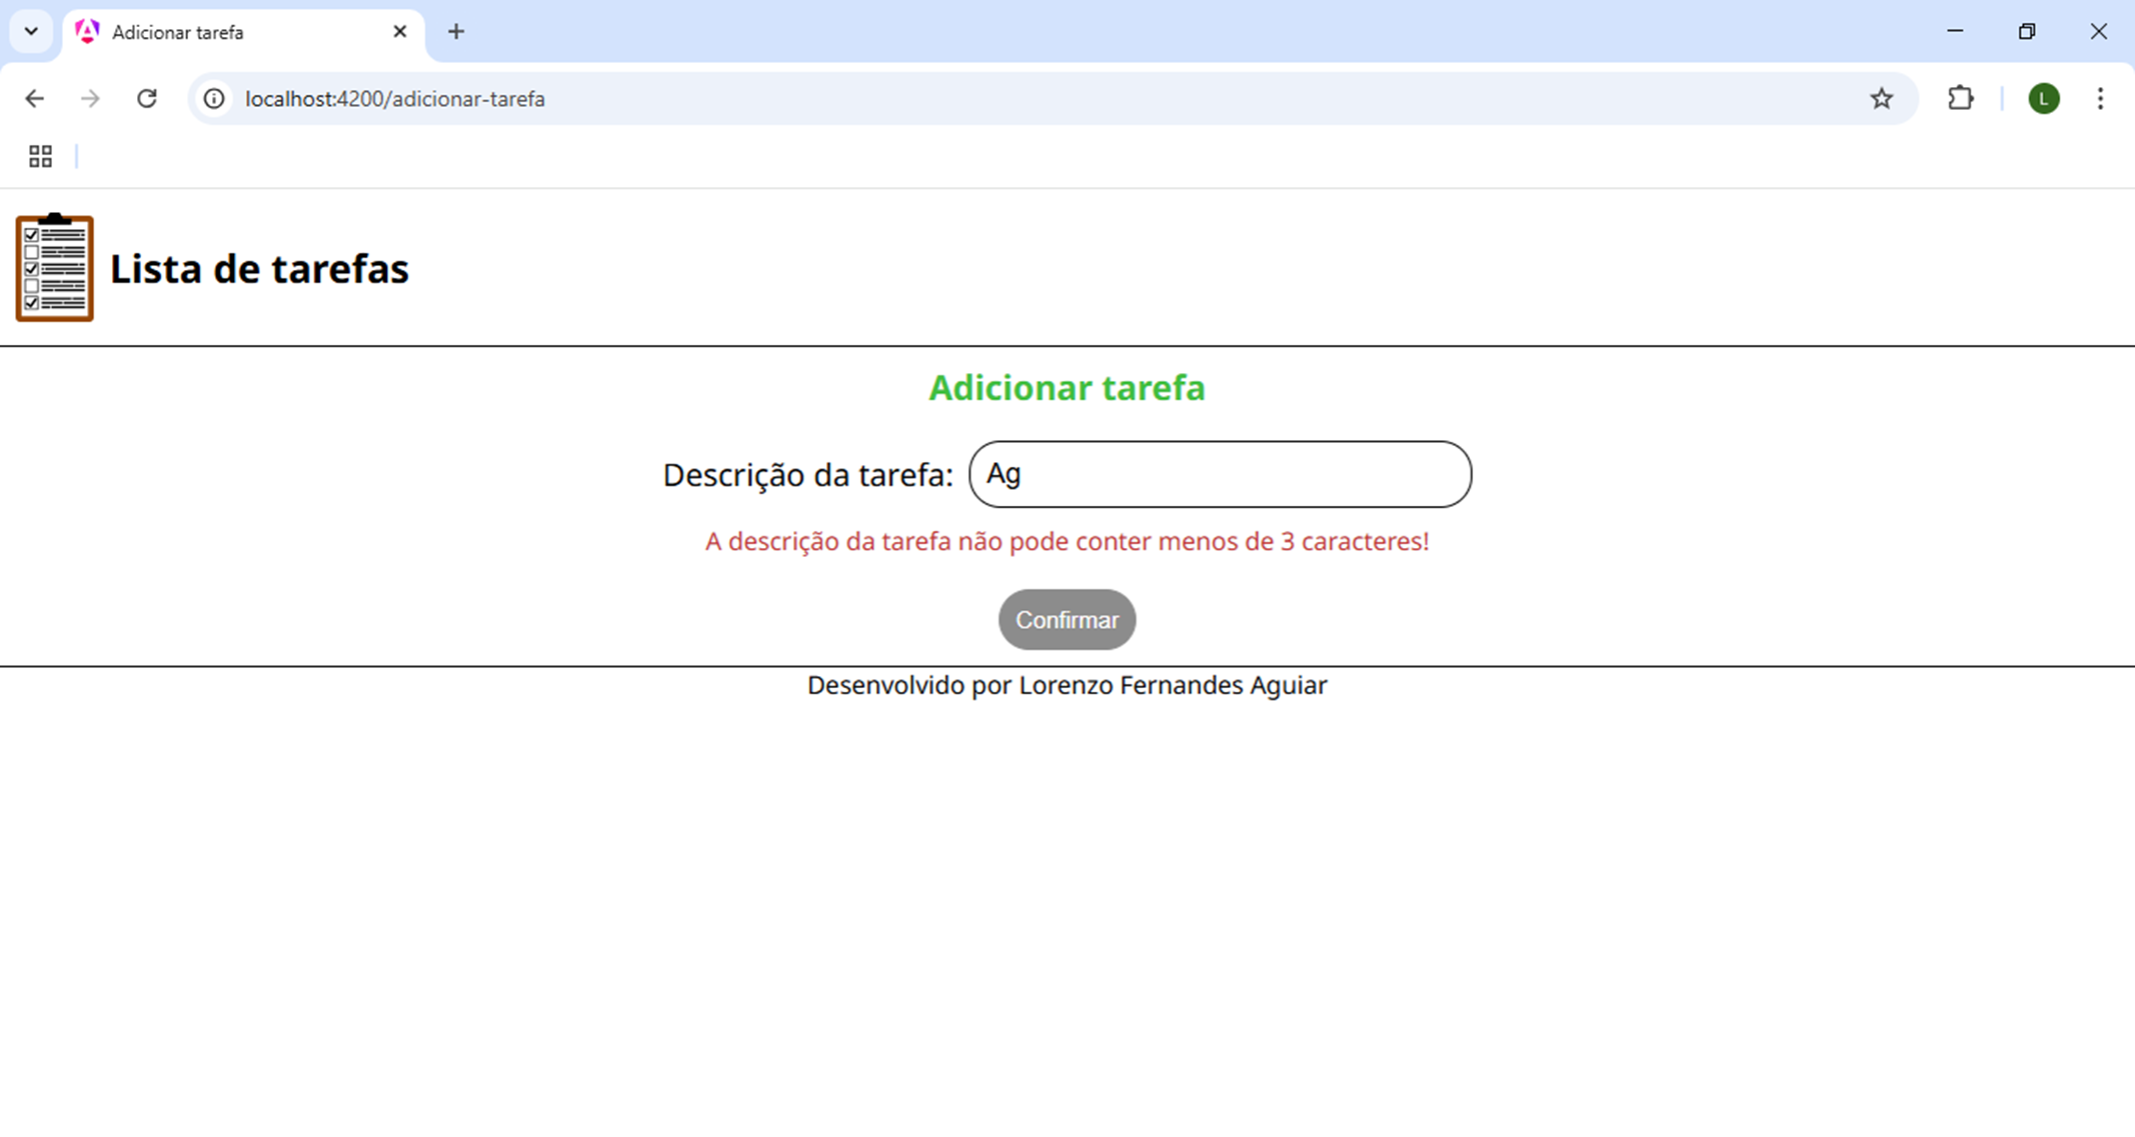 Adicionar tarefa
localhost:4200/adicionar-tarefa
L
Lista de tarefas
Adicionar tarefa
Descrição da tarefa: Ag
A descrição da tarefa não pode conter menos de 3 caracteres!
Confirmar
Desenvolvido por Lorenzo Fernandes Aguiar